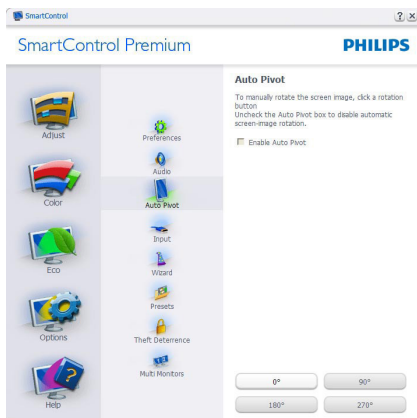 SmartControl
SmartControl Premium
PHILIPS
Adjust
Color
Eco
Options
Help
Preferences
Audio
Auto Pivot
Input
Wizard
Presets
Theft Deterrence
Multi Monitors
Auto Pivot
To manually rotate the screen image, click a rotation
button
Uncheck the Auto Pivot box to disable automatic
screen-image rotation.
Enable Auto Pivot
0°
90°
180°
270°